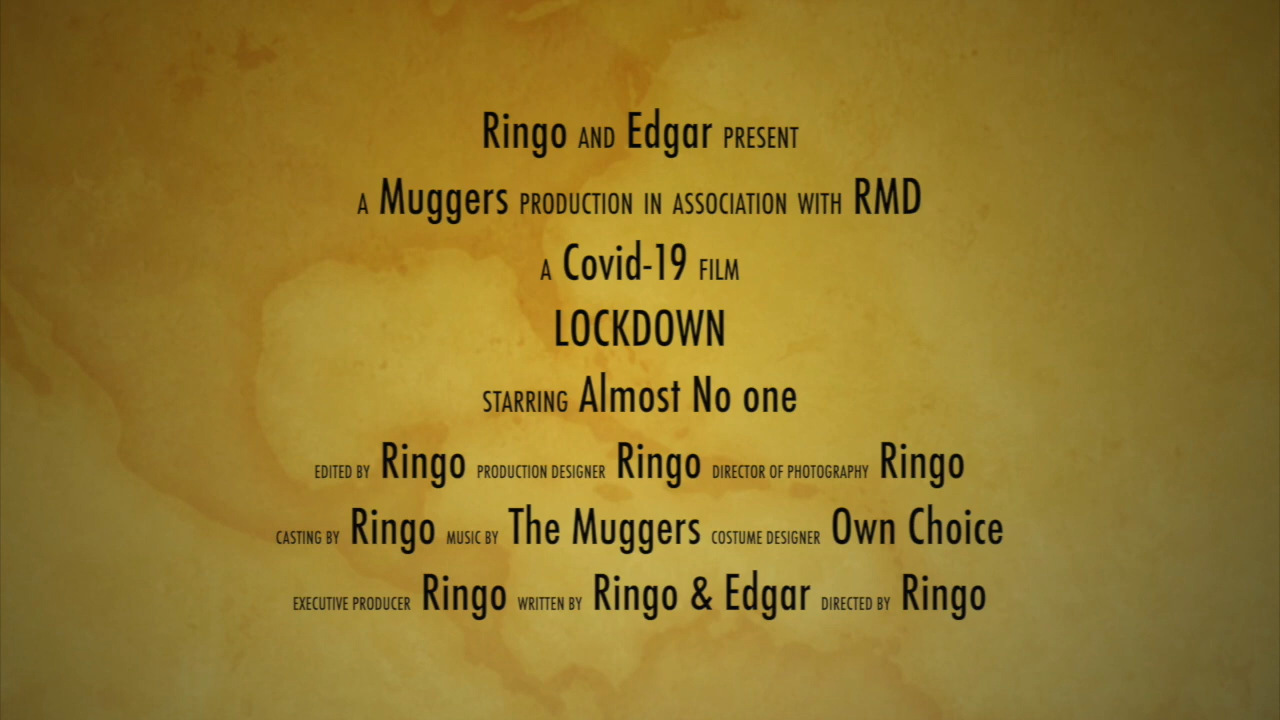 Ringo AND Edgar PRESENT
A Muggers PRODUCTION IN ASSOCIATION WITH RMD
A Covid-19 FILM
LOCKDOWN
STARRING Almost No one
EDITED BY Ringo PRODUCTION DESIGNER Ringo DIRECTOR OF PHOTOGRAPHY Ringo
CASTING BY Ringo MUSIC BY The Muggers COSTUME DESIGNER Own Choice
EXECUTIVE PRODUCER Ringo WRITTEN BY Ringo & Edgar DIRECTED BY Ringo